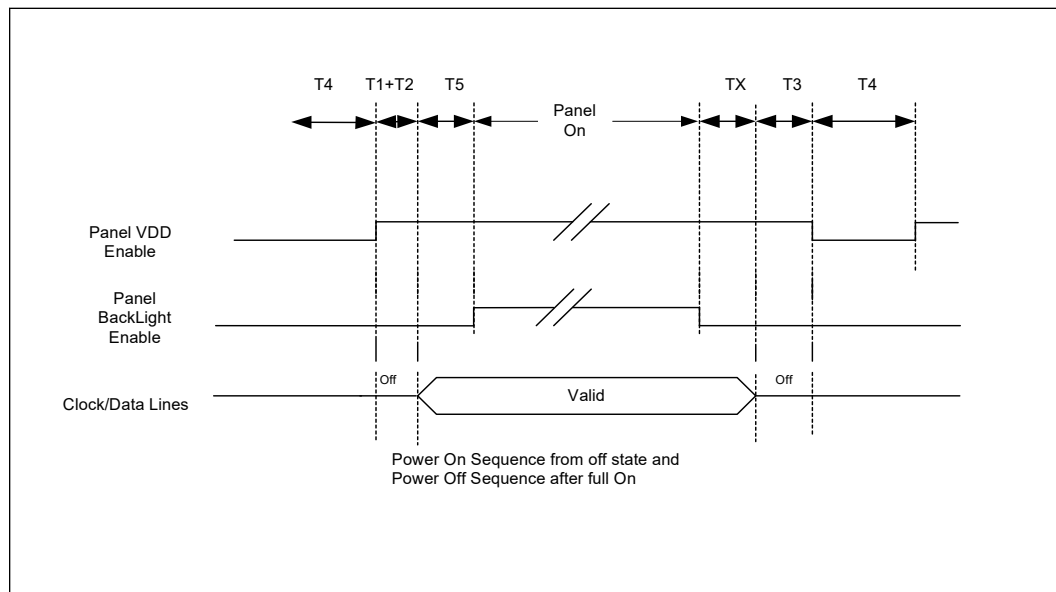 T4 T1+T2 T5 TX T3 T4
Panel
On
Panel VDD
Enable
Panel
BackLight
Enable
Off Off
Clock/Data Lines Valid
Power On Sequence from off state and
Power Off Sequence after full On